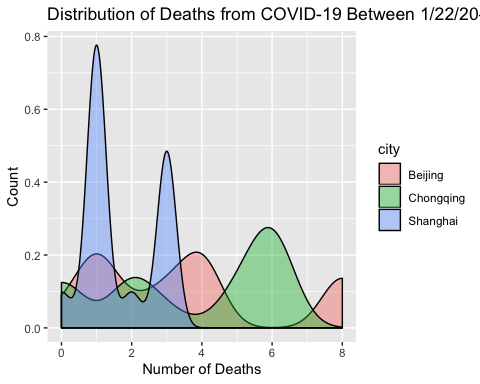 Distribution of Deaths from COVID-19 Between 1/22/20-
0.8
0.6
0.4
0.2
0.0
Count
0 2 4 6 8
Number of Deaths
city
Beijing
Chongqing
Shanghai